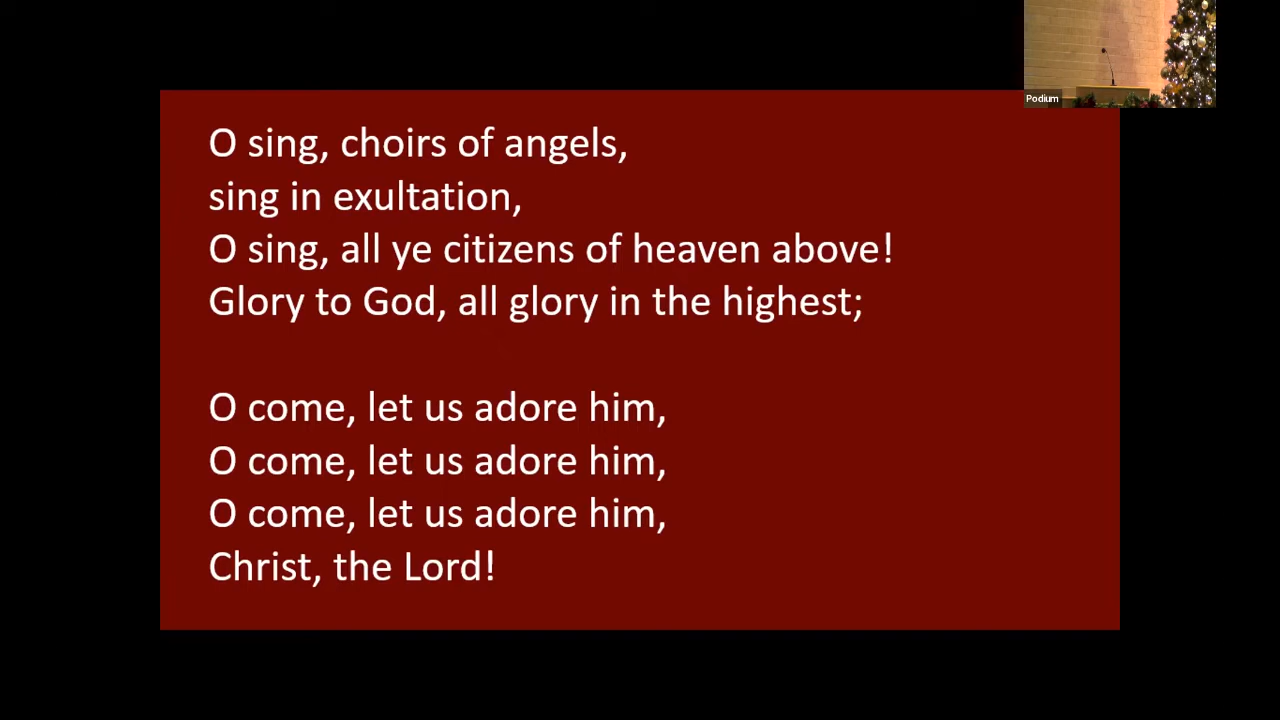 Podium
O sing, choirs of angels,
sing in exultation,
O sing, all ye citizens of heaven above!
Glory to God, all glory in the highest;
O come, let us adore him,
O come, let us adore him,
O come, let us adore him,
Christ, the Lord!